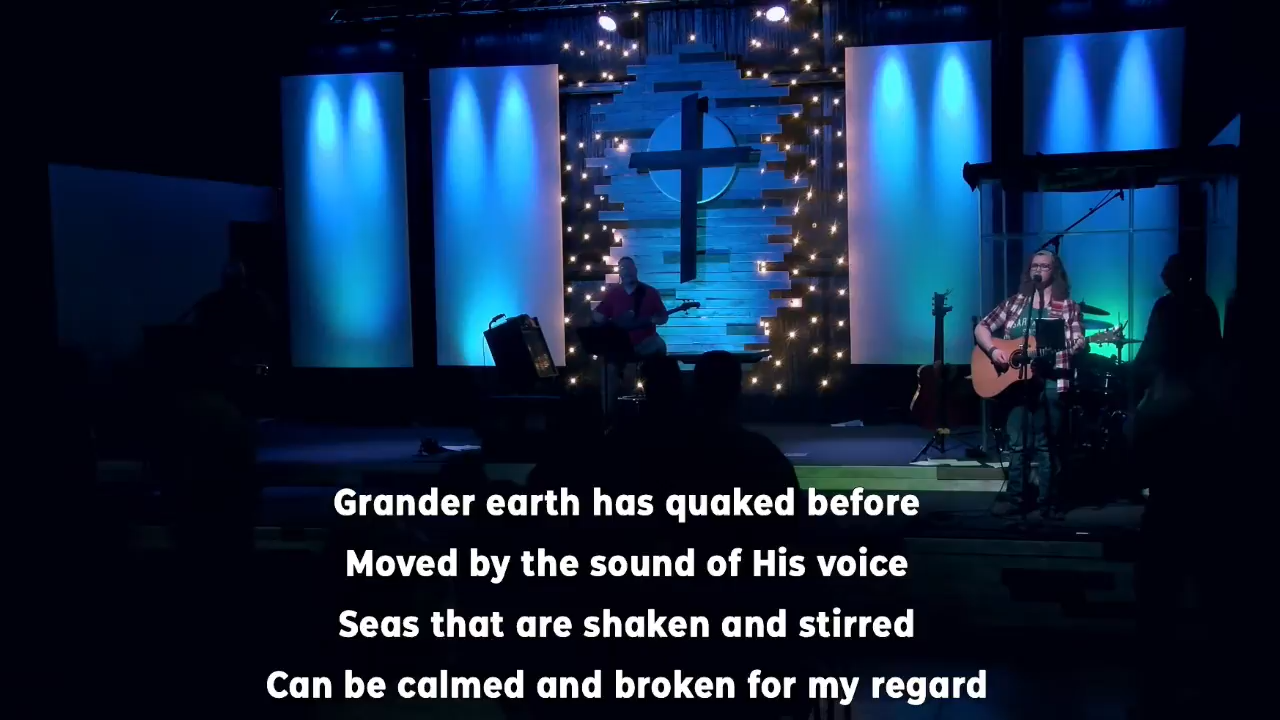 Grander earth has quaked before
Moved by the sound of His voice
Seas that are shaken and stirred
Can be calmed and broken for my regard